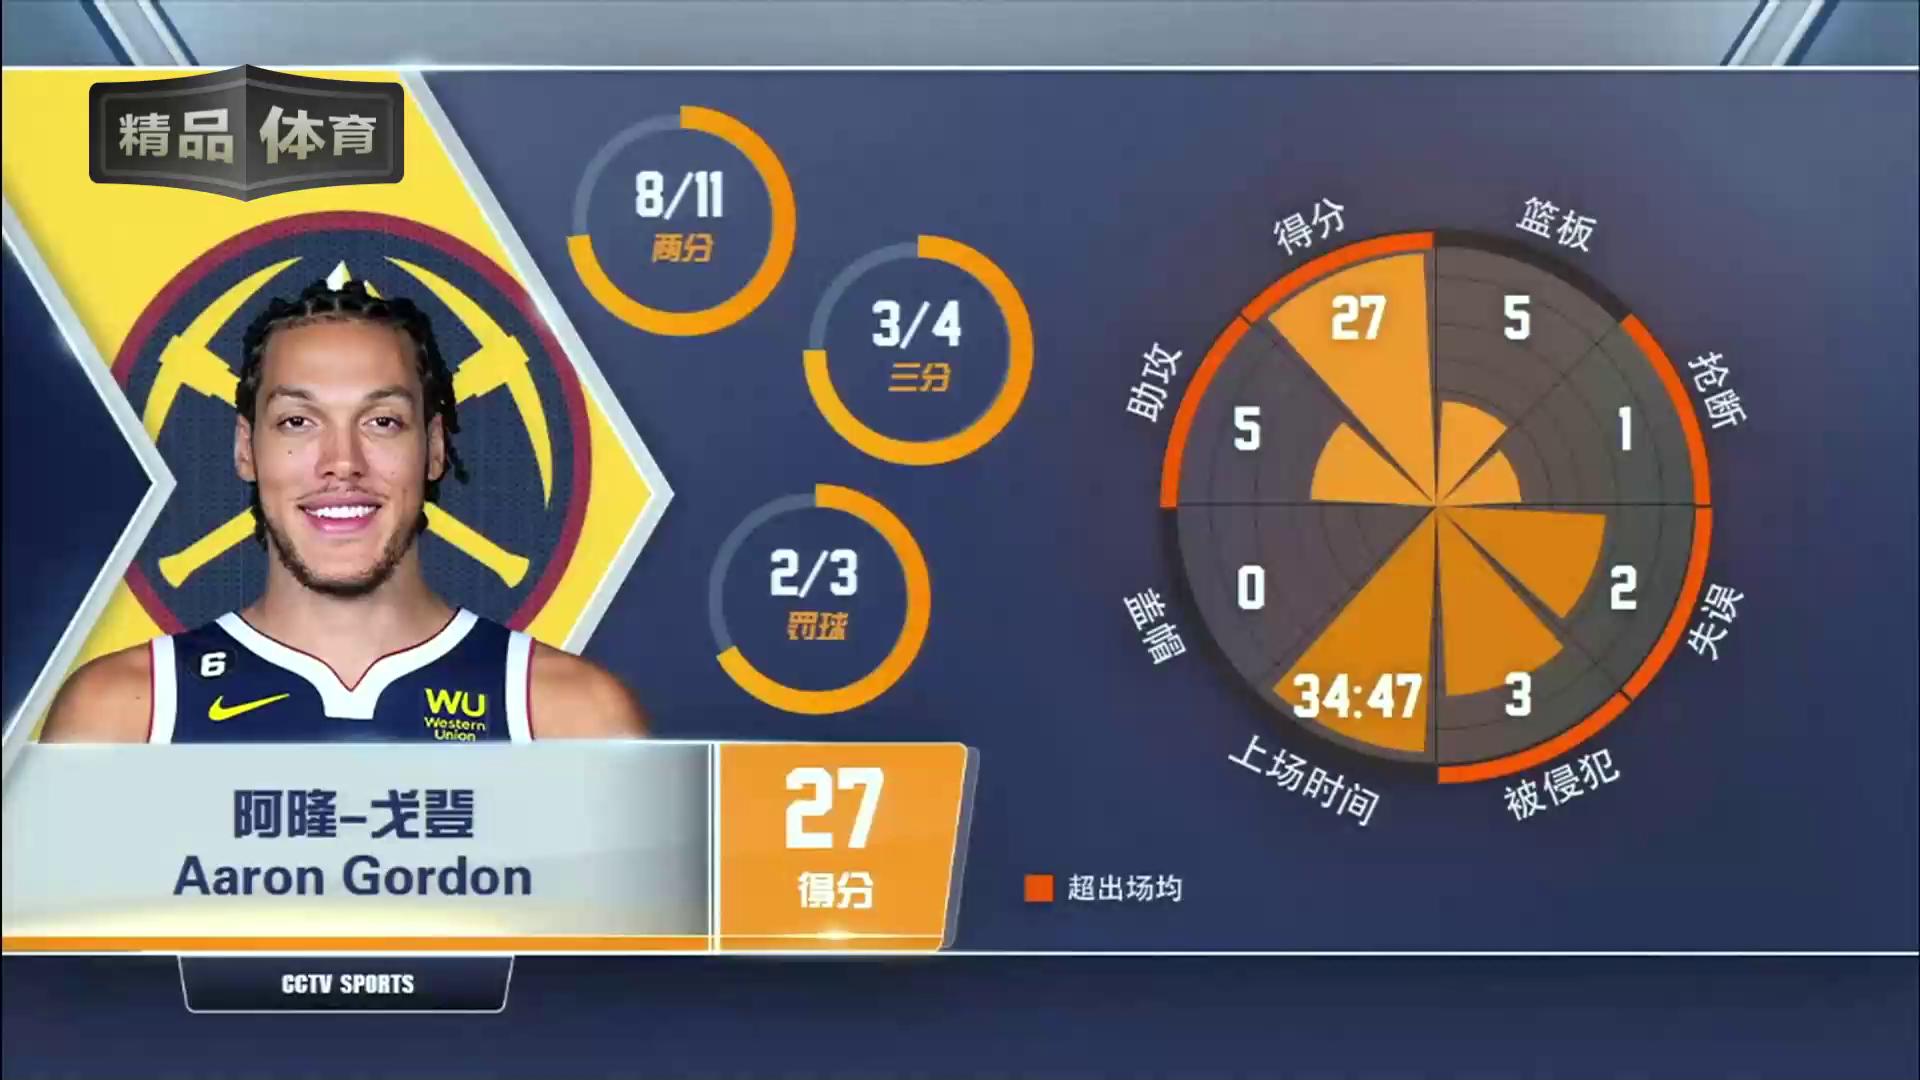 精品体育
8/11
两分
3/4
三分
2/3
罚球
6
WU
Western
Union
阿隆-戈登
Aaron Gordon
27
得分
CCTV SPORTS
得分
27
篮板
5
抢断
1
失误
2
被侵犯
3
上场时间
34:47
盖帽
0
助攻
5
超出场均